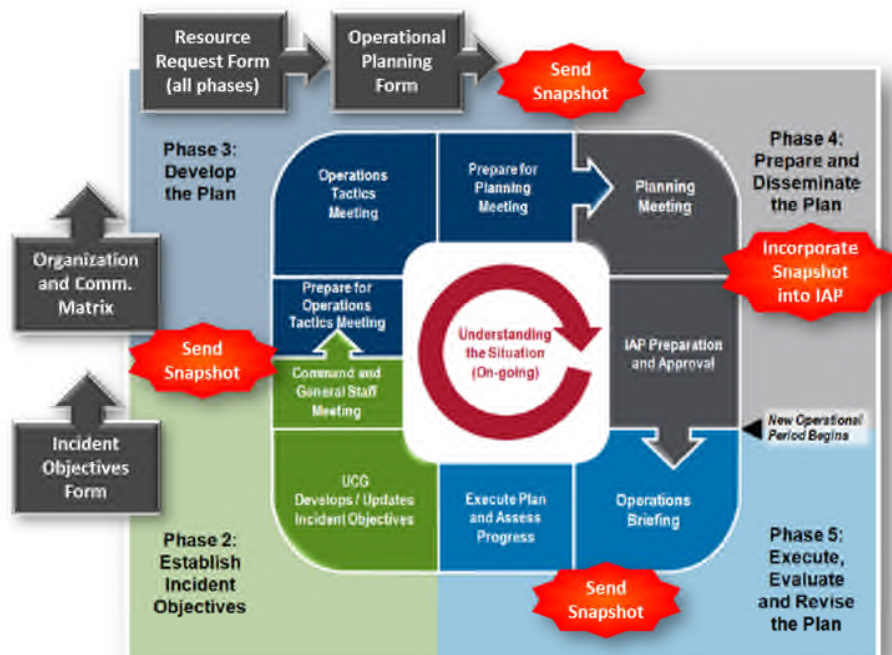 Resource
Request Form
(all phases)
Operational
Planning
Form
Send
Snapshot
Phase 3:
Develop
the Plan
Operations
Tactics
Meeting
Prepare for
Planning
Meeting
Planning
Meeting
Phase 4:
Prepare and
Disseminate
the Plan
Organization
and Comm.
Matrix
Incorporate
Snapshot
into IAP
Prepare for
Operations
Tactics Meeting
Understanding
the Situation
(On-going)
IAP Preparation
and Approval
Send
Snapshot
Command and
General Staff
Meeting
New Operational
Period Begins
Incident
Objectives
Form
UCG
Develops / Updates
Incident Objectives
Execute Plan
and Assess
Progress
Operations
Briefing
Phase 2:
Establish
Incident
Objectives
Phase 5:
Execute,
Evaluate
and Revise
the Plan
Send
Snapshot